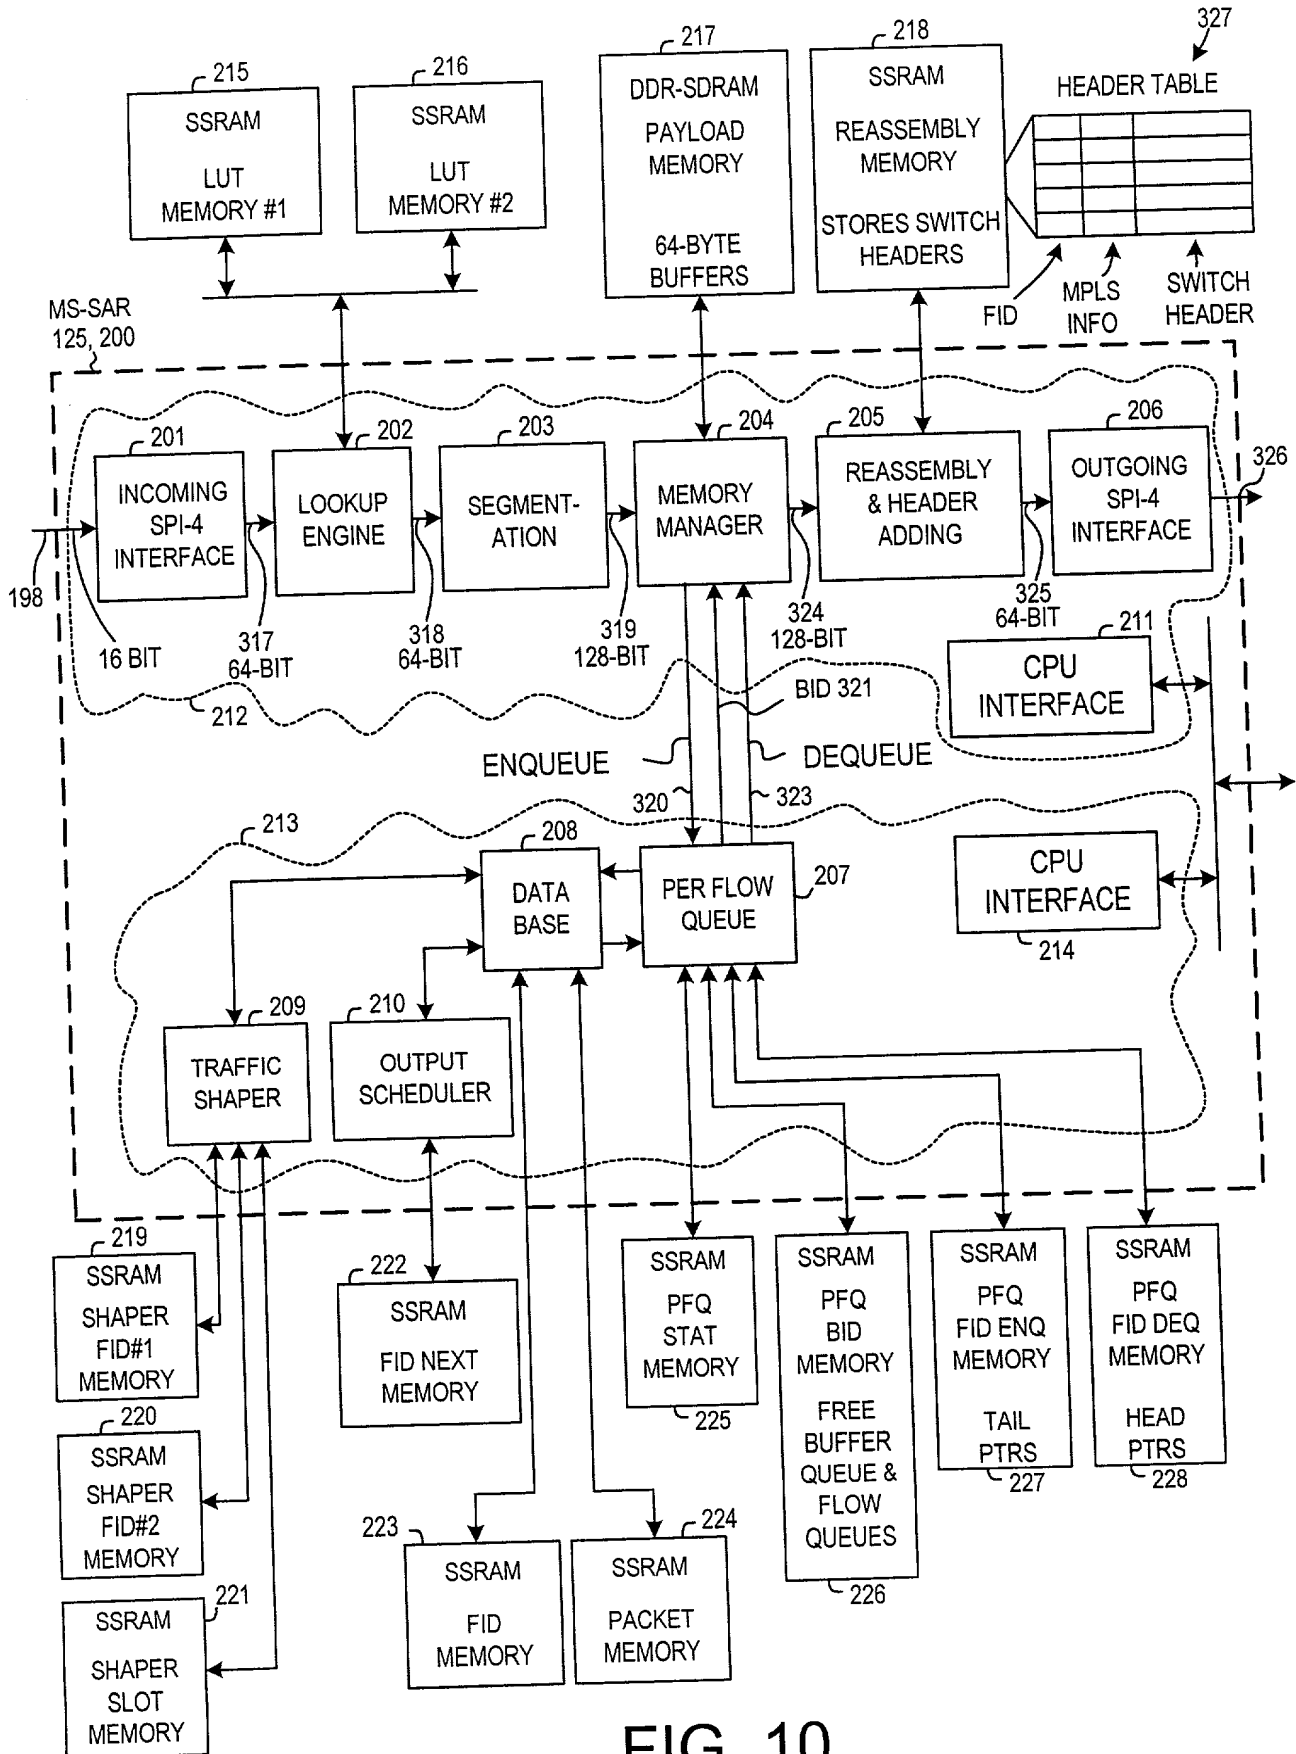 327
215
216
217
218
HEADER TABLE
SSRAM
LUT
MEMORY #1
SSRAM
LUT
MEMORY #2
DDR-SDRAM
PAYLOAD
MEMORY
64-BYTE
BUFFERS
SSRAM
REASSEMBLY
MEMORY
STORES SWITCH
HEADERS
FID
MPLS
INFO
SWITCH
HEADER
MS-SAR
125, 200
201
202
203
204
205
206
326
INCOMING
SPI-4
INTERFACE
LOOKUP
ENGINE
SEGMENT-
ATION
MEMORY
MANAGER
REASSEMBLY
& HEADER
ADDING
OUTGOING
SPI-4
INTERFACE
198
16 BIT
317
64-BIT
318
64-BIT
319
128-BIT
324
128-BIT
325
64-BIT
211
CPU
INTERFACE
212
BID 321
ENQUEUE
DEQUEUE
320
323
213
208
DATA
BASE
PER FLOW
QUEUE
207
CPU
INTERFACE
214
209
TRAFFIC
SHAPER
210
OUTPUT
SCHEDULER
219
SSRAM
SHAPER
FID#1
MEMORY
220
SSRAM
SHAPER
FID#2
MEMORY
221
SSRAM
SHAPER
SLOT
MEMORY
222
SSRAM
FID NEXT
MEMORY
223
SSRAM
FID
MEMORY
224
SSRAM
PACKET
MEMORY
SSRAM
PFQ
STAT
MEMORY
225
SSRAM
PFQ
BID
MEMORY
FREE
BUFFER
QUEUE &
FLOW
QUEUES
226
SSRAM
PFQ
FID ENQ
MEMORY
TAIL
PTRS
227
SSRAM
PFQ
FID DEQ
MEMORY
HEAD
PTRS
228
FIG. 10